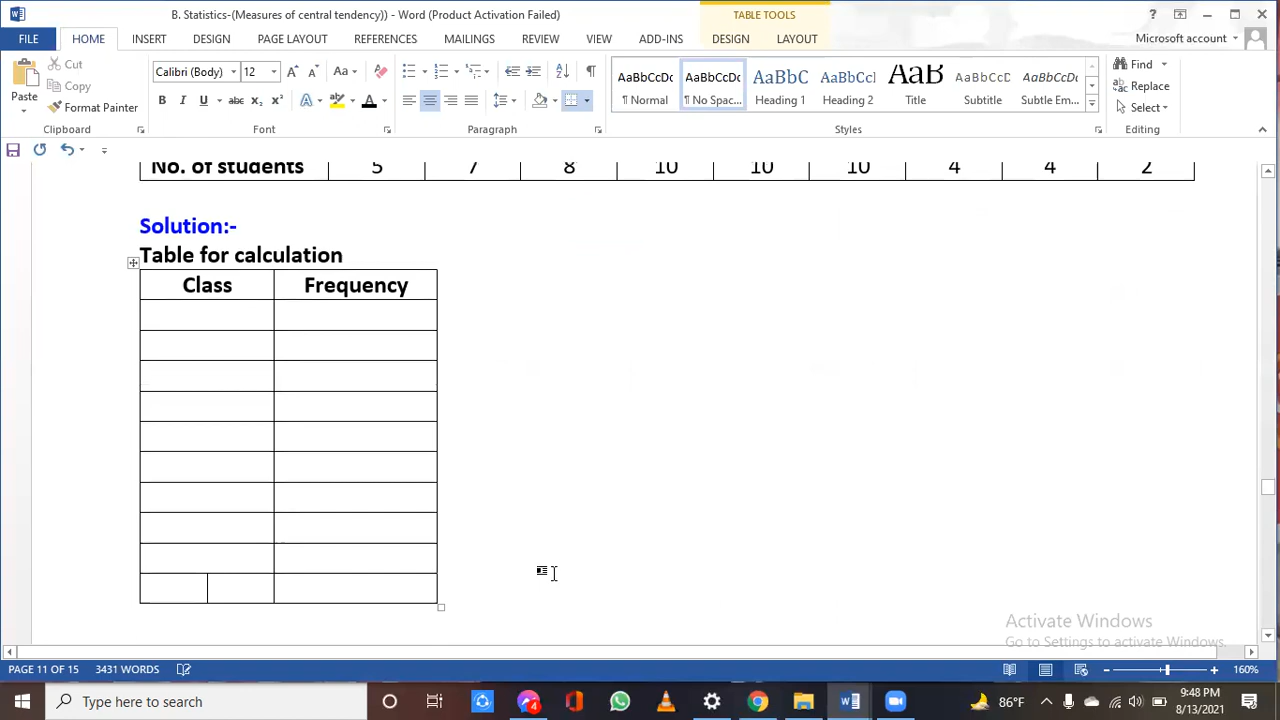 B. Statistics-(Measures of central tendency)) - Word (Product Activation Failed)
TABLE TOOLS
FILE HOME INSERT DESIGN PAGE LAYOUT REFERENCES MAILINGS REVIEW VIEW ADD-INS DESIGN LAYOUT
Microsoft account
Paste
Cut
Copy
Format Painter
Clipboard
Calibri (Body) 12
Font
Paragraph
AaBbCcDc AaBbCcDc AaBbC AaBbCcI AaB AaBbCcDc AaBbCcDc
¶ Normal ¶ No Spac... Heading 1 Heading 2 Title Subtitle Subtle Em...
Styles
Find
Replace
Select
Editing
No. of students 5 7 8 10 10 10 4 4 2
Solution:-
Table for calculation
Class Frequency
Activate Windows
Go to Settings to activate Windows.
PAGE 11 OF 15 3431 WORDS
160%
Type here to search
4
86°F
9:48 PM
8/13/2021